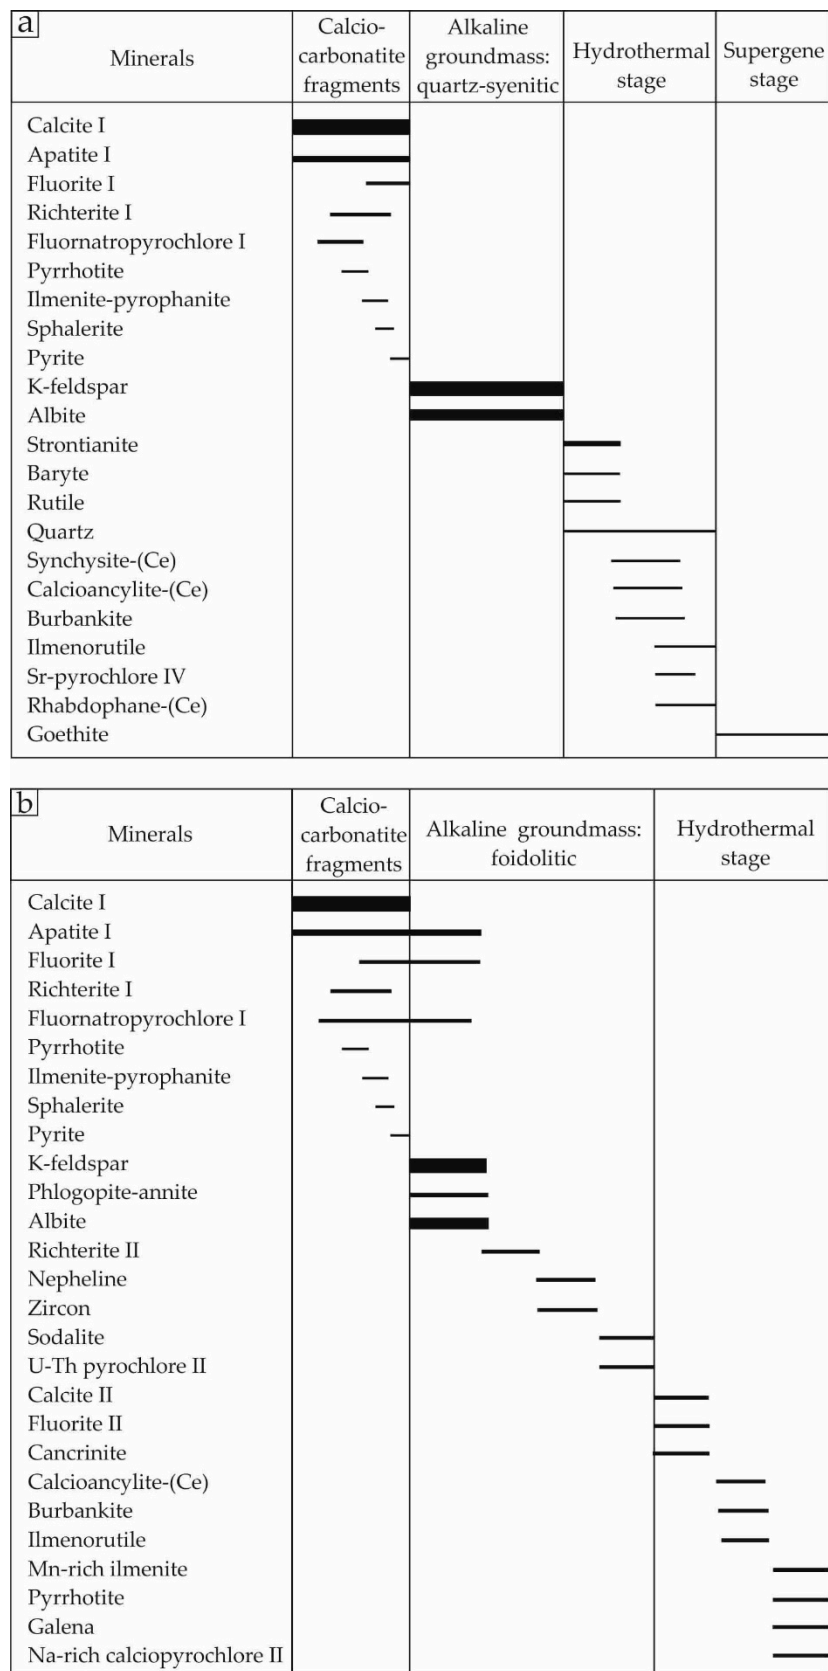 a
Minerals
Calcio-
carbonatite
fragments
Alkaline
groundmass:
quartz-syenitic
Hydrothermal
stage
Supergene
stage
Calcite I
Apatite I
Fluorite I
Richterite I
Fluornatropyrochlore I
Pyrrhotite
Ilmenite-pyrophanite
Sphalerite
Pyrite
K-feldspar
Albite
Strontianite
Baryte
Rutile
Quartz
Synchysite-(Ce)
Calcioancylite-(Ce)
Burbankite
Ilmenorutile
Sr-pyrochlore IV
Rhabdophane-(Ce)
Goethite
b
Minerals
Calcio-
carbonatite
fragments
Alkaline groundmass:
foidolitic
Hydrothermal
stage
Calcite I
Apatite I
Fluorite I
Richterite I
Fluornatropyrochlore I
Pyrrhotite
Ilmenite-pyrophanite
Sphalerite
Pyrite
K-feldspar
Phlogopite-annite
Albite
Richterite II
Nepheline
Zircon
Sodalite
U-Th pyrochlore II
Calcite II
Fluorite II
Cancrinite
Calcioancylite-(Ce)
Burbankite
Ilmenorutile
Mn-rich ilmenite
Pyrrhotite
Galena
Na-rich calciopyrochlore II